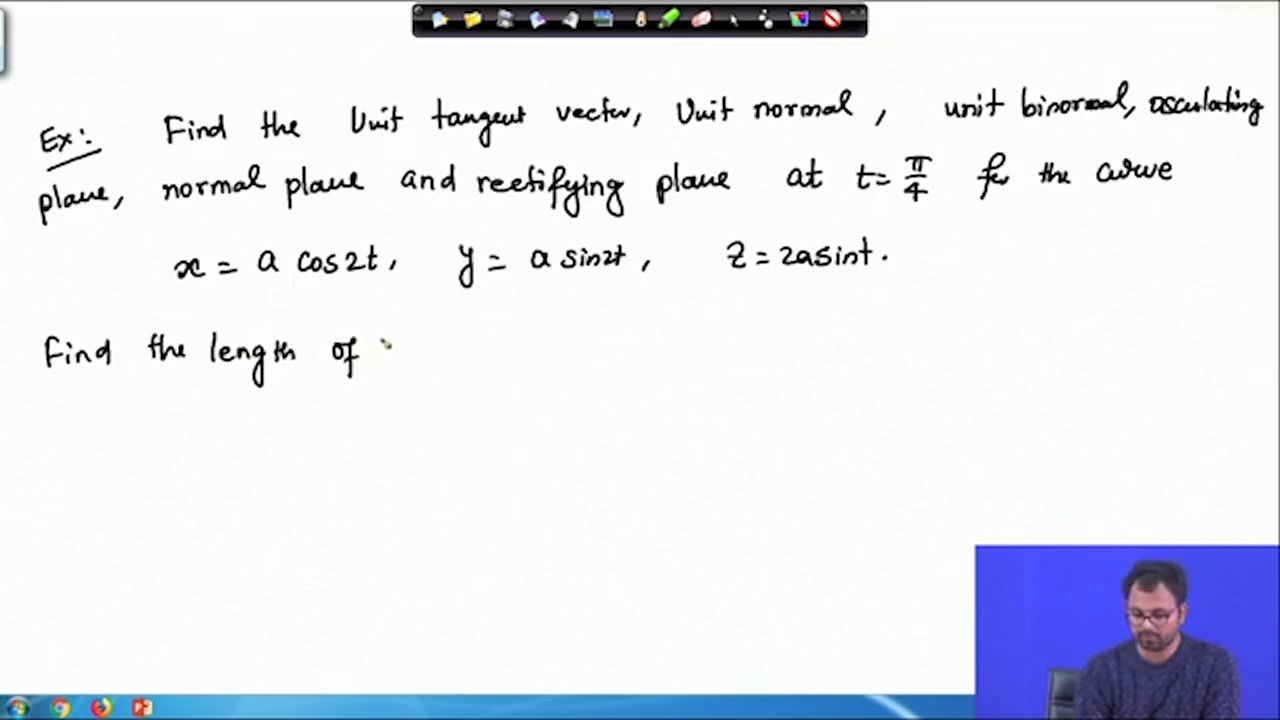 Ex:  Find the Unit tangent vector, Unit normal, unit binormal, osculating
plane, normal plane and rectifying plane at t = π/4 for the curve
x = a cos2t, y = a sin2t, z = 2a sint.
Find the length of